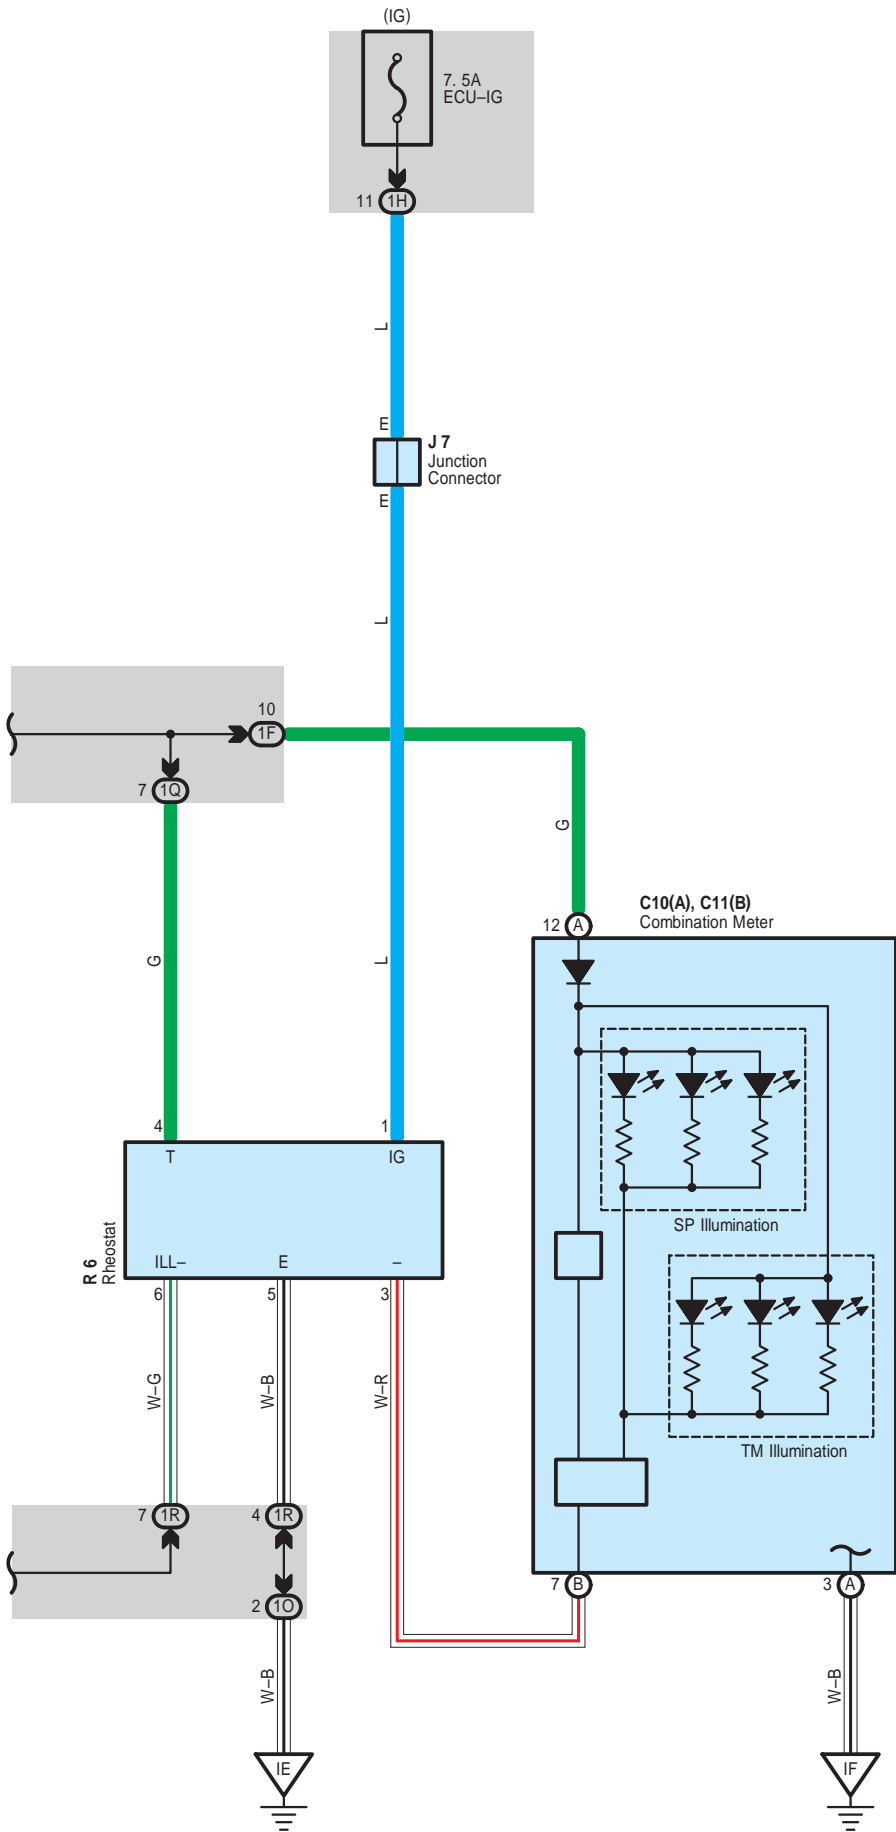 (IG)
7. 5A
ECU–IG
11 1H
L
E
J 7
Junction
Connector
E
L
10
1F
7 1Q
G
C10(A), C11(B)
Combination Meter
12 A
G
L
4
1
T
IG
SP Illumination
R 6
Rheostat
ILL–
E
–
6
5
3
W–G
W–B
W–R
TM Illumination
7 1R
4 1R
7 B
3 A
2 1O
W–B
W–B
IE
IF